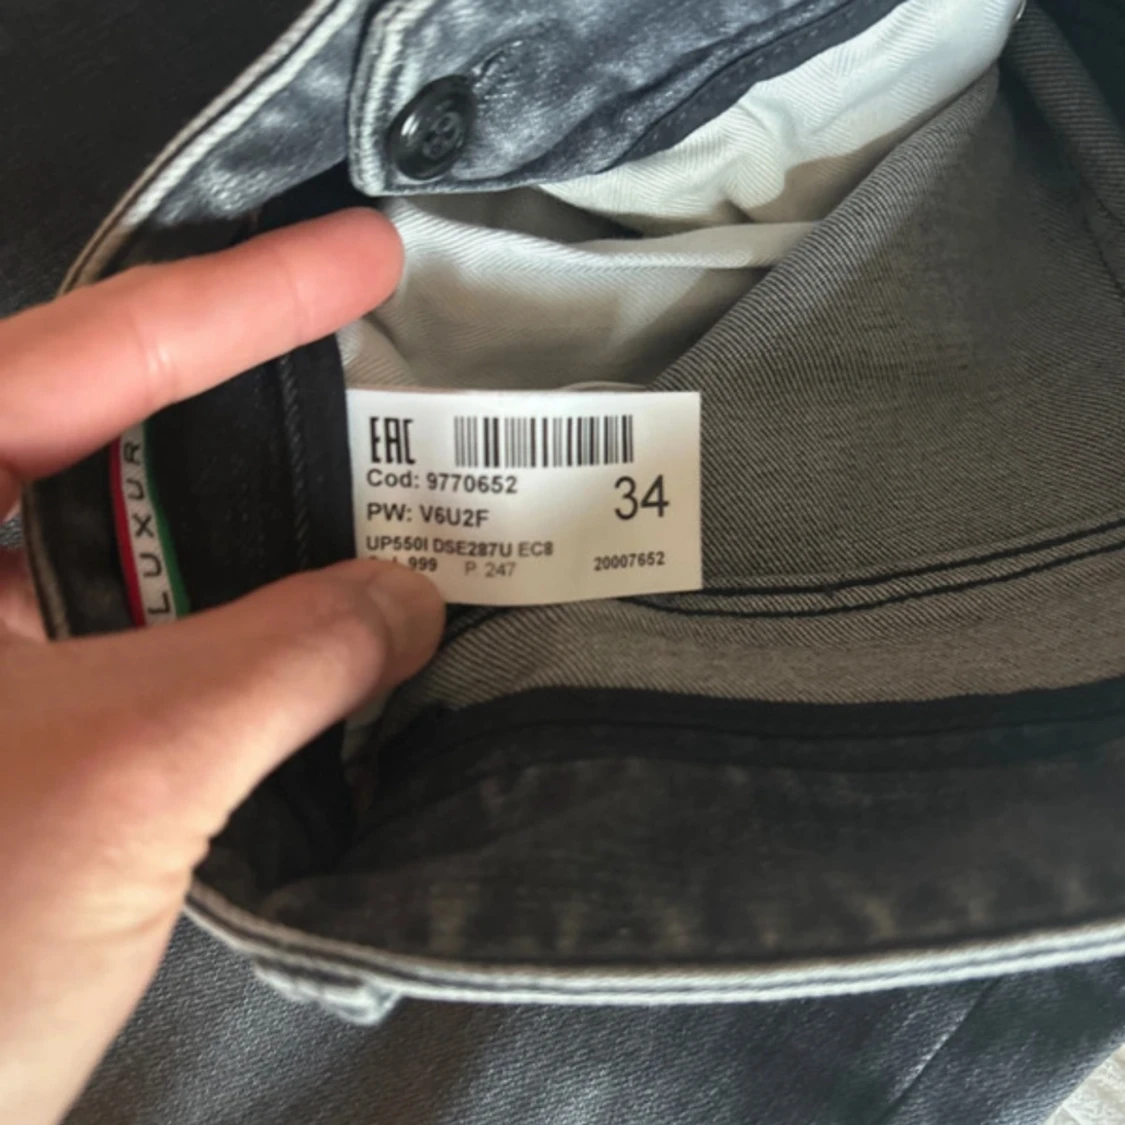 EAC
Cod: 9770652
34
PW: V6U2F
UP550I DSE287U EC8
999 P. 247
20007652
LUXUR